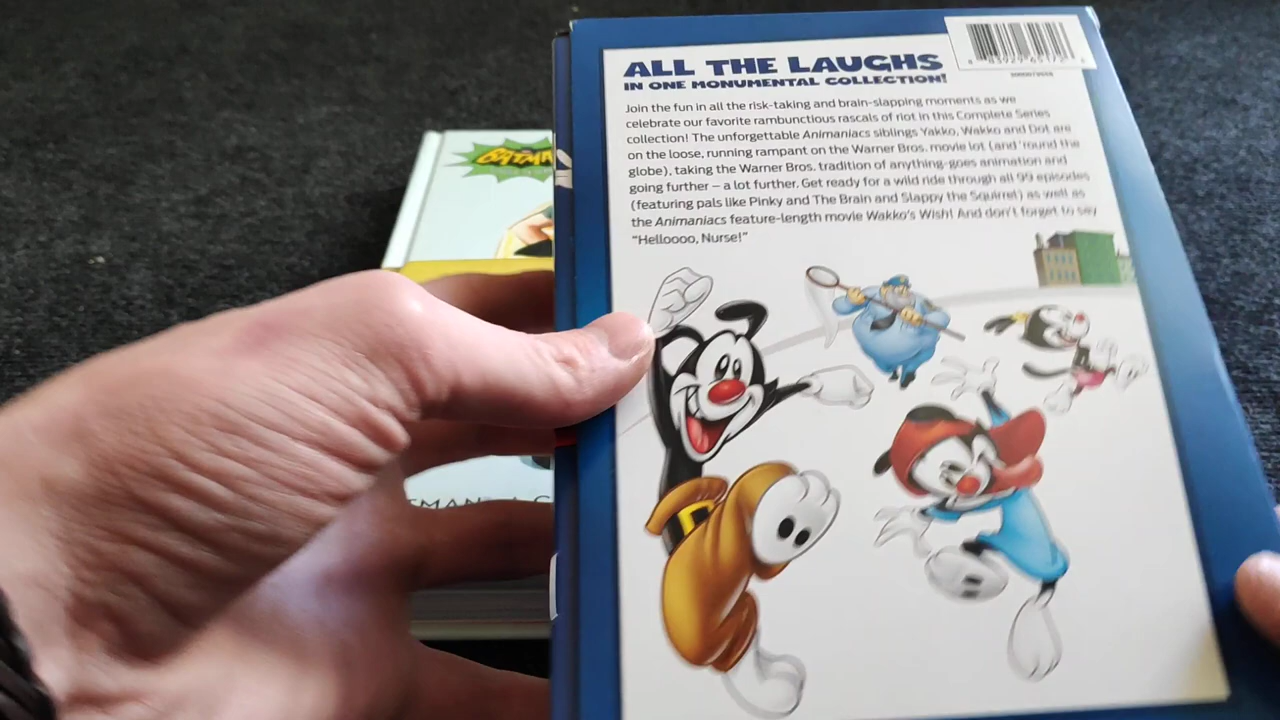 ALL THE LAUGHS
IN ONE MONUMENTAL COLLECTION!
Join the fun in all the risk-taking and brain-slapping moments as we
celebrate our favorite rambunctious rascals of riot in this Complete Series
collection! The unforgettable Animaniacs siblings Yakko, Wakko and Dot are
on the loose, running rampant on the Warner Bros. movie lot (and 'round the
globe), taking the Warner Bros. tradition of anything-goes animation and
going further – a lot further. Get ready for a wild ride through all 99 episodes
(featuring pals like Pinky and The Brain and Slappy the Squirrel) as well as
the Animaniacs feature-length movie Wakko's Wish! And don't forget to say
"Helloooo, Nurse!"